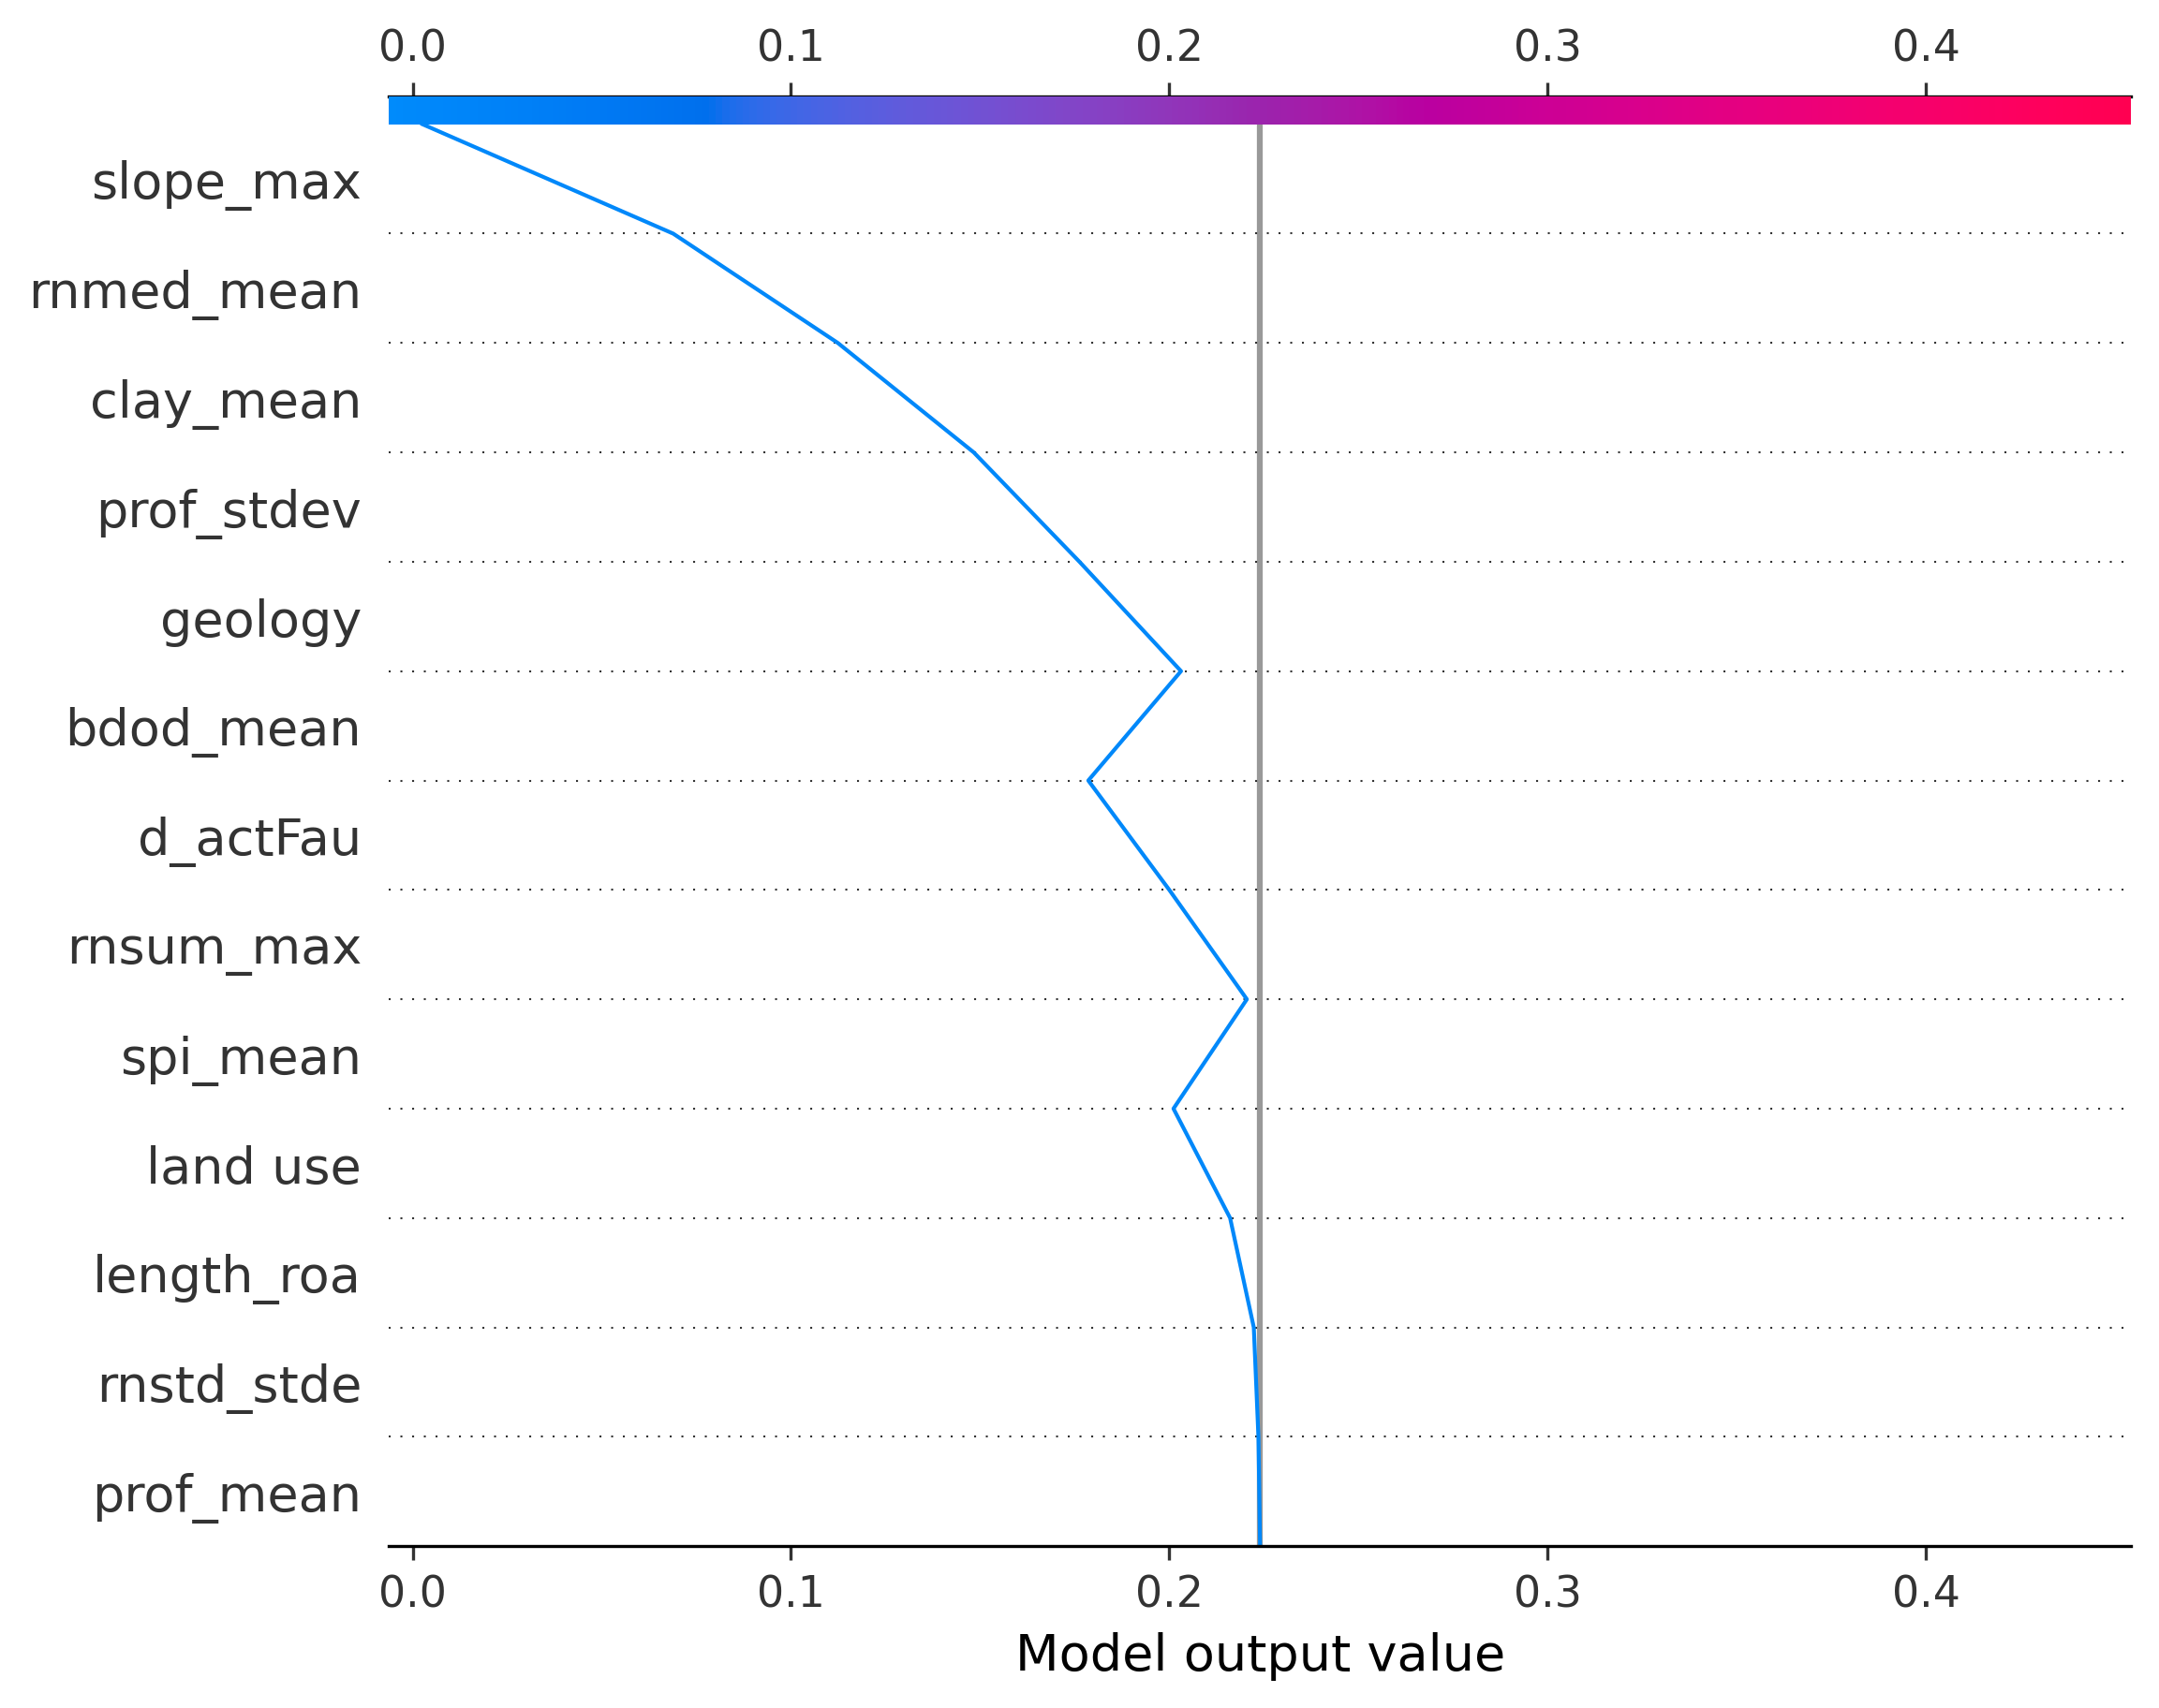 0.0 0.1 0.2 0.3 0.4
slope_max
rnmed_mean
clay_mean
prof_stdev
geology
bdod_mean
d_actFau
rnsum_max
spi_mean
land use
length_roa
rnstd_stde
prof_mean
0.0 0.1 0.2 0.3 0.4
Model output value